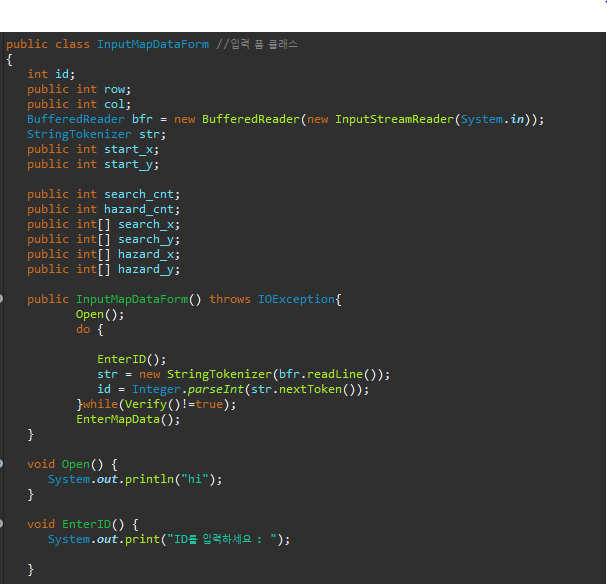 public class InputMapDataForm //입력 폼 클래스
{
int id;
public int row;
public int col;
BufferedReader bfr = new BufferedReader(new InputStreamReader(System.in));
StringTokenizer str;
public int start_x;
public int start_y;
public int search_cnt;
public int hazard_cnt;
public int[] search_x;
public int[] search_y;
public int[] hazard_x;
public int[] hazard_y;
public InputMapDataForm() throws IOException{
Open();
do {
EnterID();
str = new StringTokenizer(bfr.readLine());
id = Integer.parseInt(str.nextToken());
}while(Verify()!=true);
EnterMapData();
}
void Open() {
System.out.println("hi");
}
void EnterID() {
System.out.print("ID를 입력하세요 : ");
}